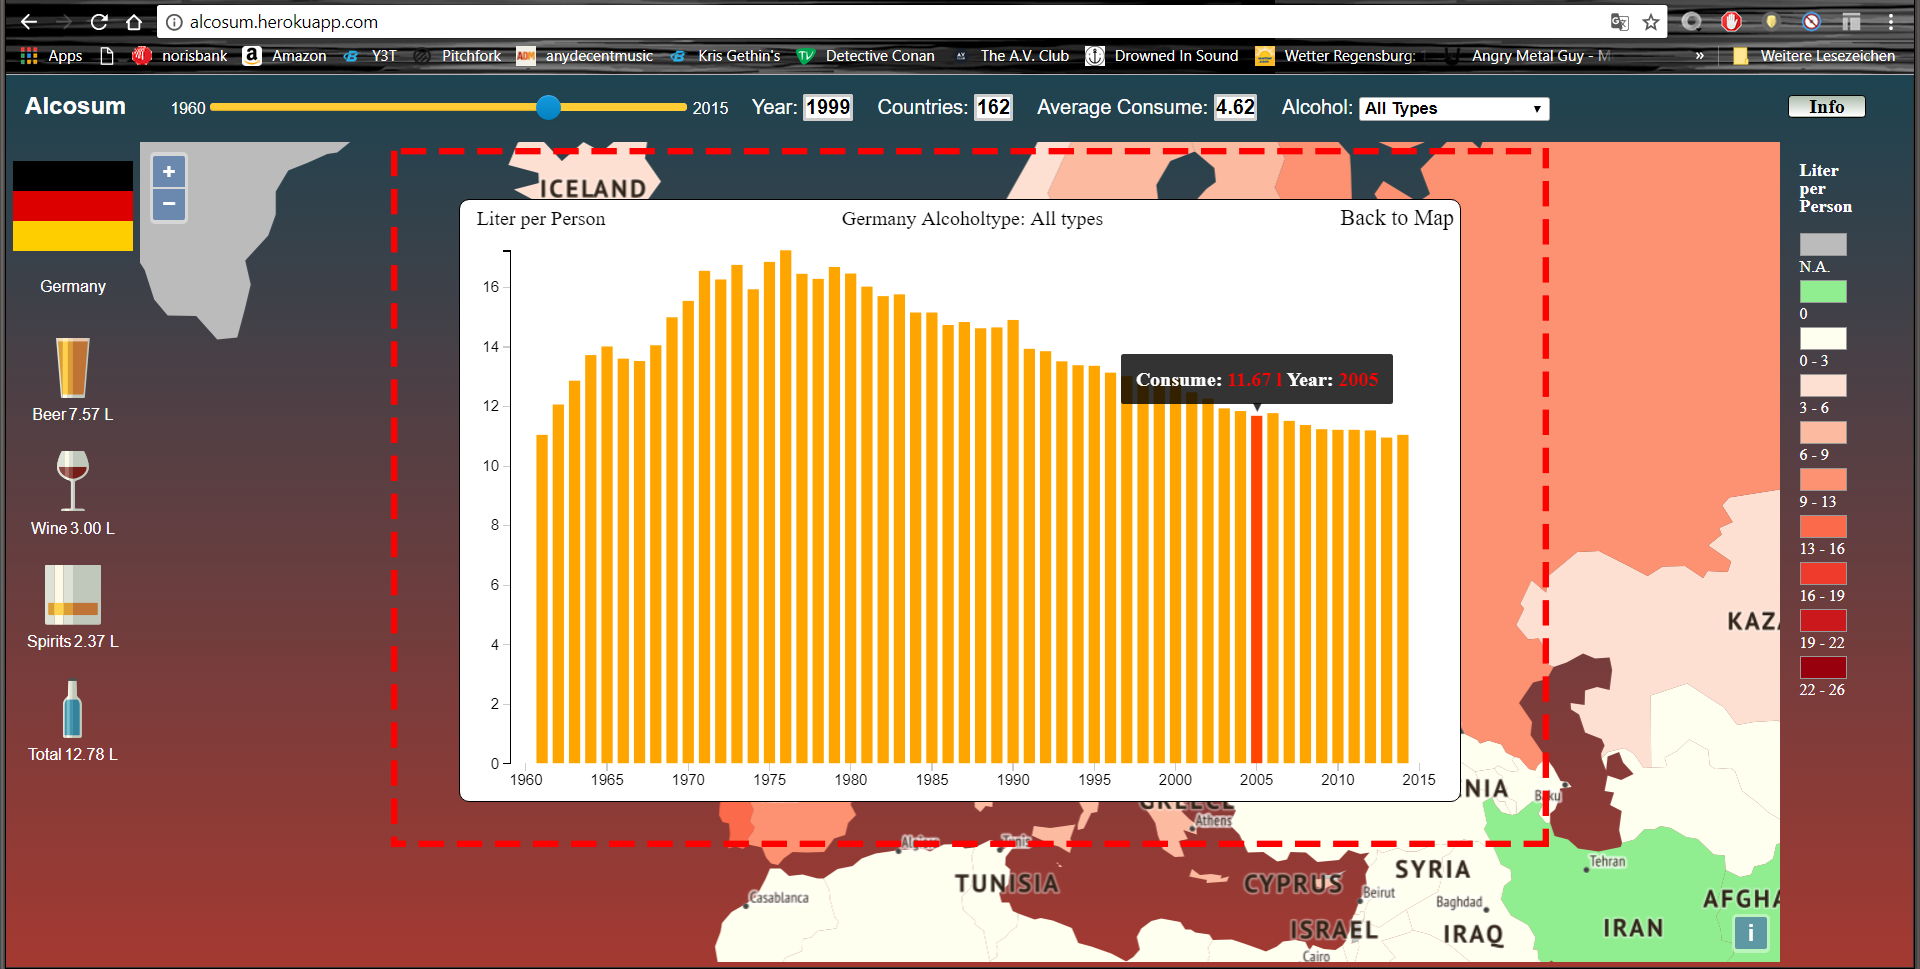 alcosum.herokuapp.com
Apps norisbank Amazon Y3T Pitchfork ADM anydecentmusic Kris Gethin's TV Detective Conan AV The A.V. Club Drowned In Sound Wetter Regensburg: Angry Metal Guy - M » Weitere Lesezeichen
Alcosum 1960 2015 Year: 1999 Countries: 162 Average Consume: 4.62 Alcohol: All Types Info
+
−
Germany
Beer 7.57 L
Wine 3.00 L
Spirits 2.37 L
Total 12.78 L
ICELAND
Liter per Person Germany Alcoholtype: All types Back to Map
16
14
12
10
8
6
4
2
0
Consume: 11.67 l Year: 2005
1960 1965 1970 1975 1980 1985 1990 1995 2000 2005 2010 2015
KAZA
NIA
Baku
GREECE
Athens
Algiers
Tunis
TUNISIA
CYPRUS
SYRIA
Tehran
Casablanca
Beirut
Baghdad
AFGHA
ISRAEL
IRAQ
IRAN
Cairo
i
Liter
per
Person
N.A.
0
0 - 3
3 - 6
6 - 9
9 - 13
13 - 16
16 - 19
19 - 22
22 - 26